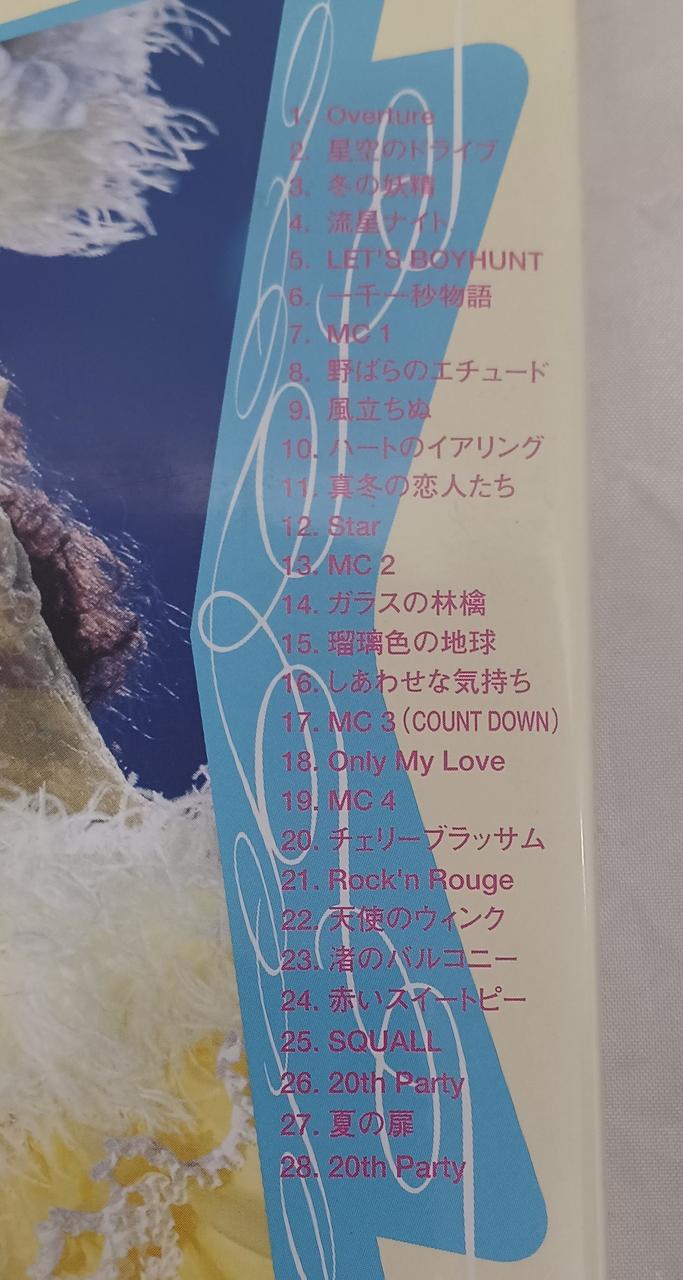 1. Overture
2. 星空のドライブ
3. 冬の妖精
4. 流星ナイト
5. LET'S BOYHUNT
6. 一千一秒物語
7. MC 1
8. 野ばらのエチュード
9. 風立ちぬ
10. ハートのイアリング
11. 真冬の恋人たち
12. Star
13. MC 2
14. ガラスの林檎
15. 瑠璃色の地球
16. しあわせな気持ち
17. MC 3 (COUNT DOWN)
18. Only My Love
19. MC 4
20. チェリーブラッサム
21. Rock'n Rouge
22. 天使のウィンク
23. 渚のバルコニー
24. 赤いスイートピー
25. SQUALL
26. 20th Party
27. 夏の扉
28. 20th Party